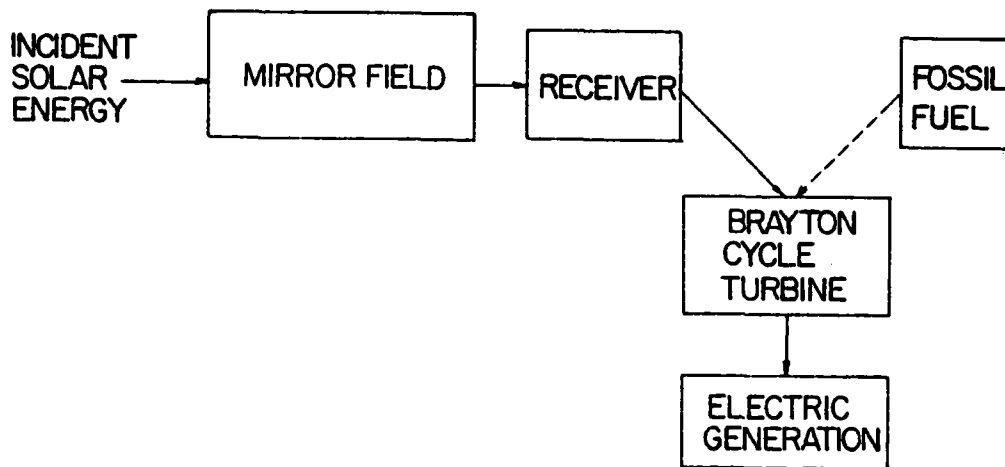 INCIDENT
SOLAR
ENERGY
MIRROR FIELD
RECEIVER
FOSSIL
FUEL
BRAYTON
CYCLE
TURBINE
ELECTRIC
GENERATION